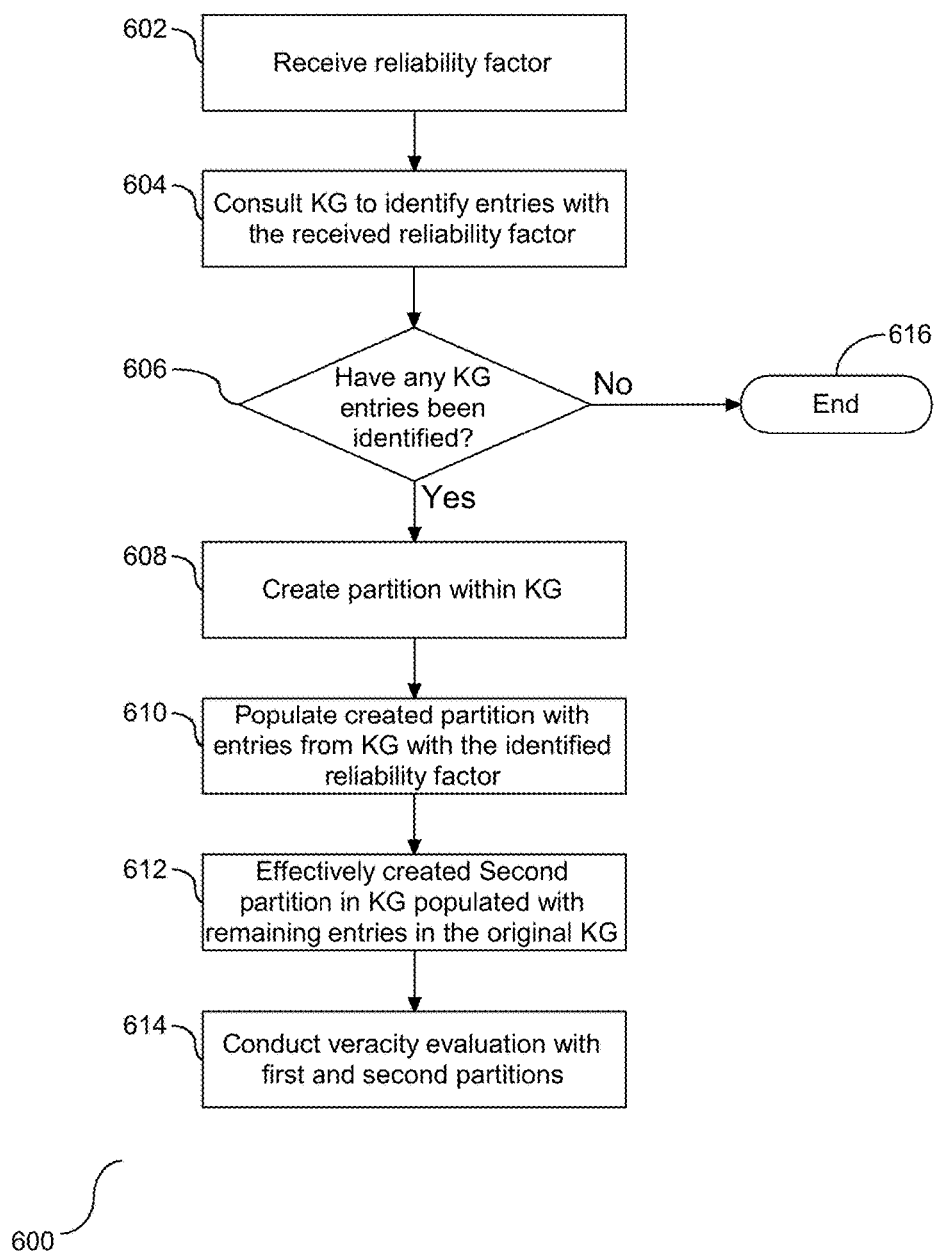 602
Receive reliability factor
604
Consult KG to identify entries with
the received reliability factor
606
Have any KG
entries been
identified?
No
616
End
Yes
608
Create partition within KG
610
Populate created partition with
entries from KG with the identified
reliability factor
612
Effectively created Second
partition in KG populated with
remaining entries in the original KG
614
Conduct veracity evaluation with
first and second partitions
600